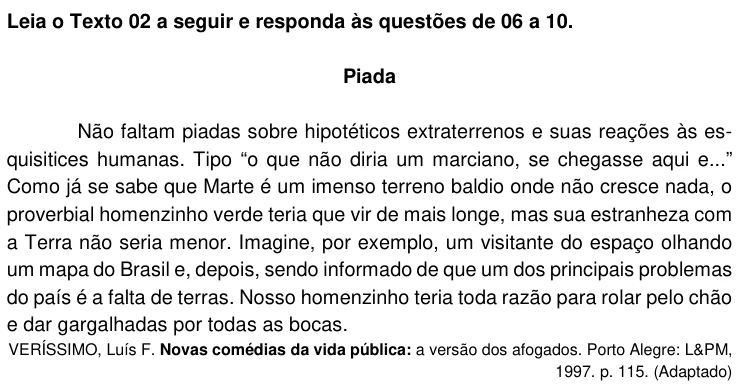 Leia o Texto 02 a seguir e responda às questões de 06 a 10.
Piada
Não faltam piadas sobre hipotéticos extraterrenos e suas reações às es-
quisitices humanas. Tipo “o que não diria um marciano, se chegasse aqui e...”
Como já se sabe que Marte é um imenso terreno baldio onde não cresce nada, o
proverbial homenzinho verde teria que vir de mais longe, mas sua estranheza com
a Terra não seria menor. Imagine, por exemplo, um visitante do espaço olhando
um mapa do Brasil e, depois, sendo informado de que um dos principais problemas
do país é a falta de terras. Nosso homenzinho teria toda razão para rolar pelo chão
e dar gargalhadas por todas as bocas.
VERÍSSIMO, Luís F. Novas comédias da vida pública: a versão dos afogados. Porto Alegre: L&PM,
1997. p. 115. (Adaptado)